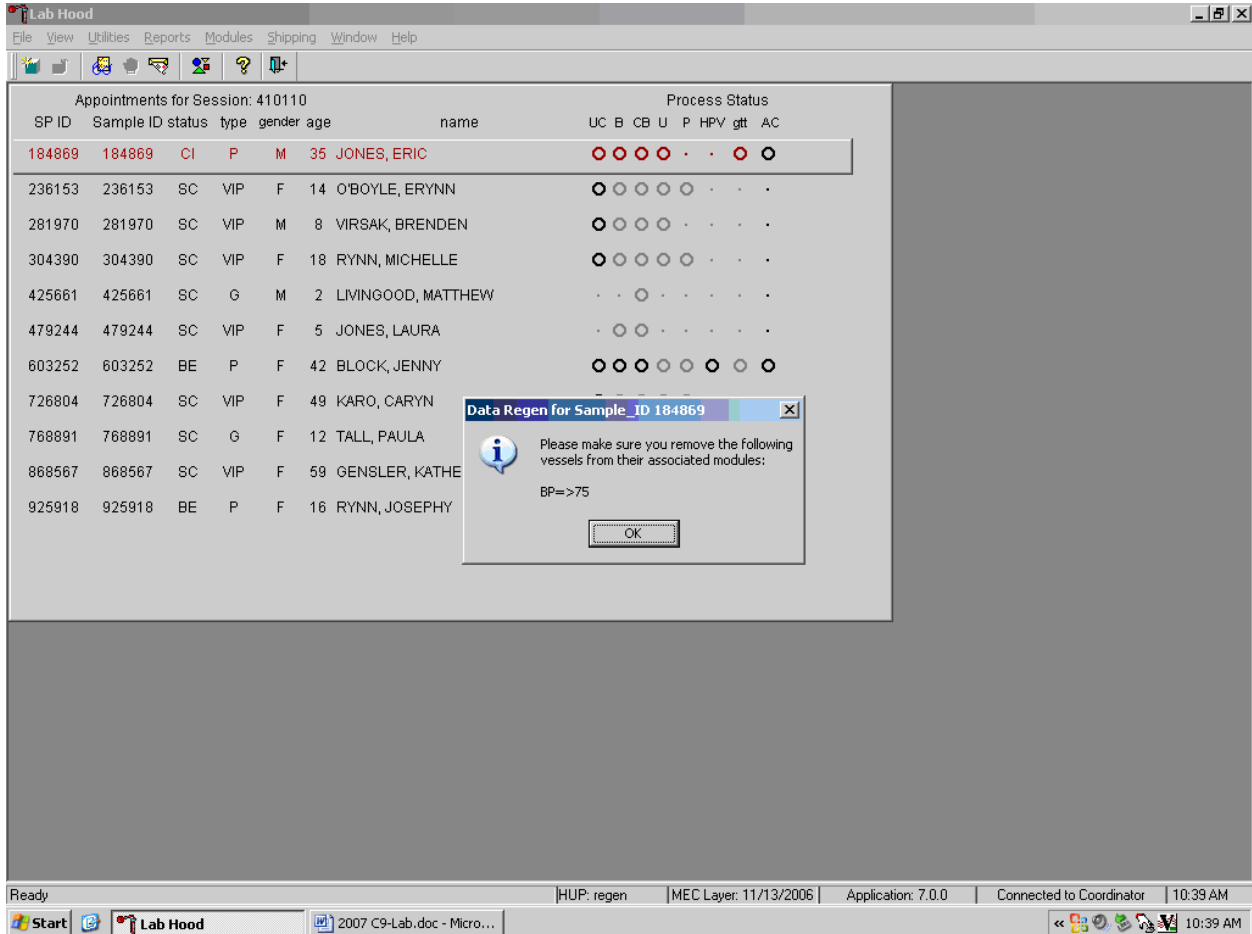 Lab Hood
File View Utilities Reports Modules Shipping Window Help
Appointments for Session: 410110 Process Status
SP ID Sample ID status type gender age name UC B CB U P HPV gtt AC
184869 184869 CI P M 35 JONES, ERIC
236153 236153 SC VIP F 14 O'BOYLE, ERYNN
281970 281970 SC VIP M 8 VIRSAK, BRENDEN
304390 304390 SC VIP F 18 RYNN, MICHELLE
425661 425661 SC G M 2 LIVINGOOD, MATTHEW
479244 479244 SC VIP F 5 JONES, LAURA
603252 603252 BE P F 42 BLOCK, JENNY
726804 726804 SC VIP F 49 KARO, CARYN
768891 768891 SC G F 12 TALL, PAULA
868567 868567 SC VIP F 59 GENSLER, KATHE
925918 925918 BE P F 16 RYNN, JOSEPHY
Data Regen for Sample_ID 184869
Please make sure you remove the following
vessels from their associated modules:
BP=>75
OK
Ready HUP: regen MEC Layer: 11/13/2006 Application: 7.0.0 Connected to Coordinator 10:39 AM
Start Lab Hood 2007 C9-Lab.doc - Micro... 10:39 AM